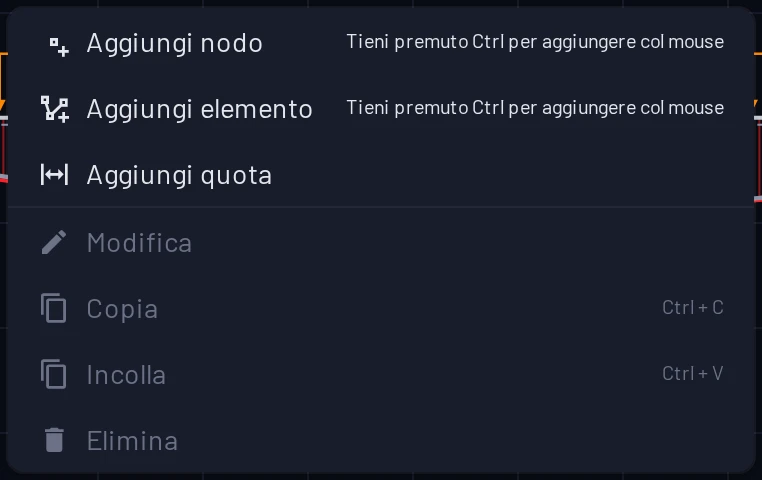 Aggiungi nodo Tieni premuto Ctrl per aggiungere col mouse
Aggiungi elemento Tieni premuto Ctrl per aggiungere col mouse
Aggiungi quota
Modifica
Copia Ctrl + C
Incolla Ctrl + V
Elimina